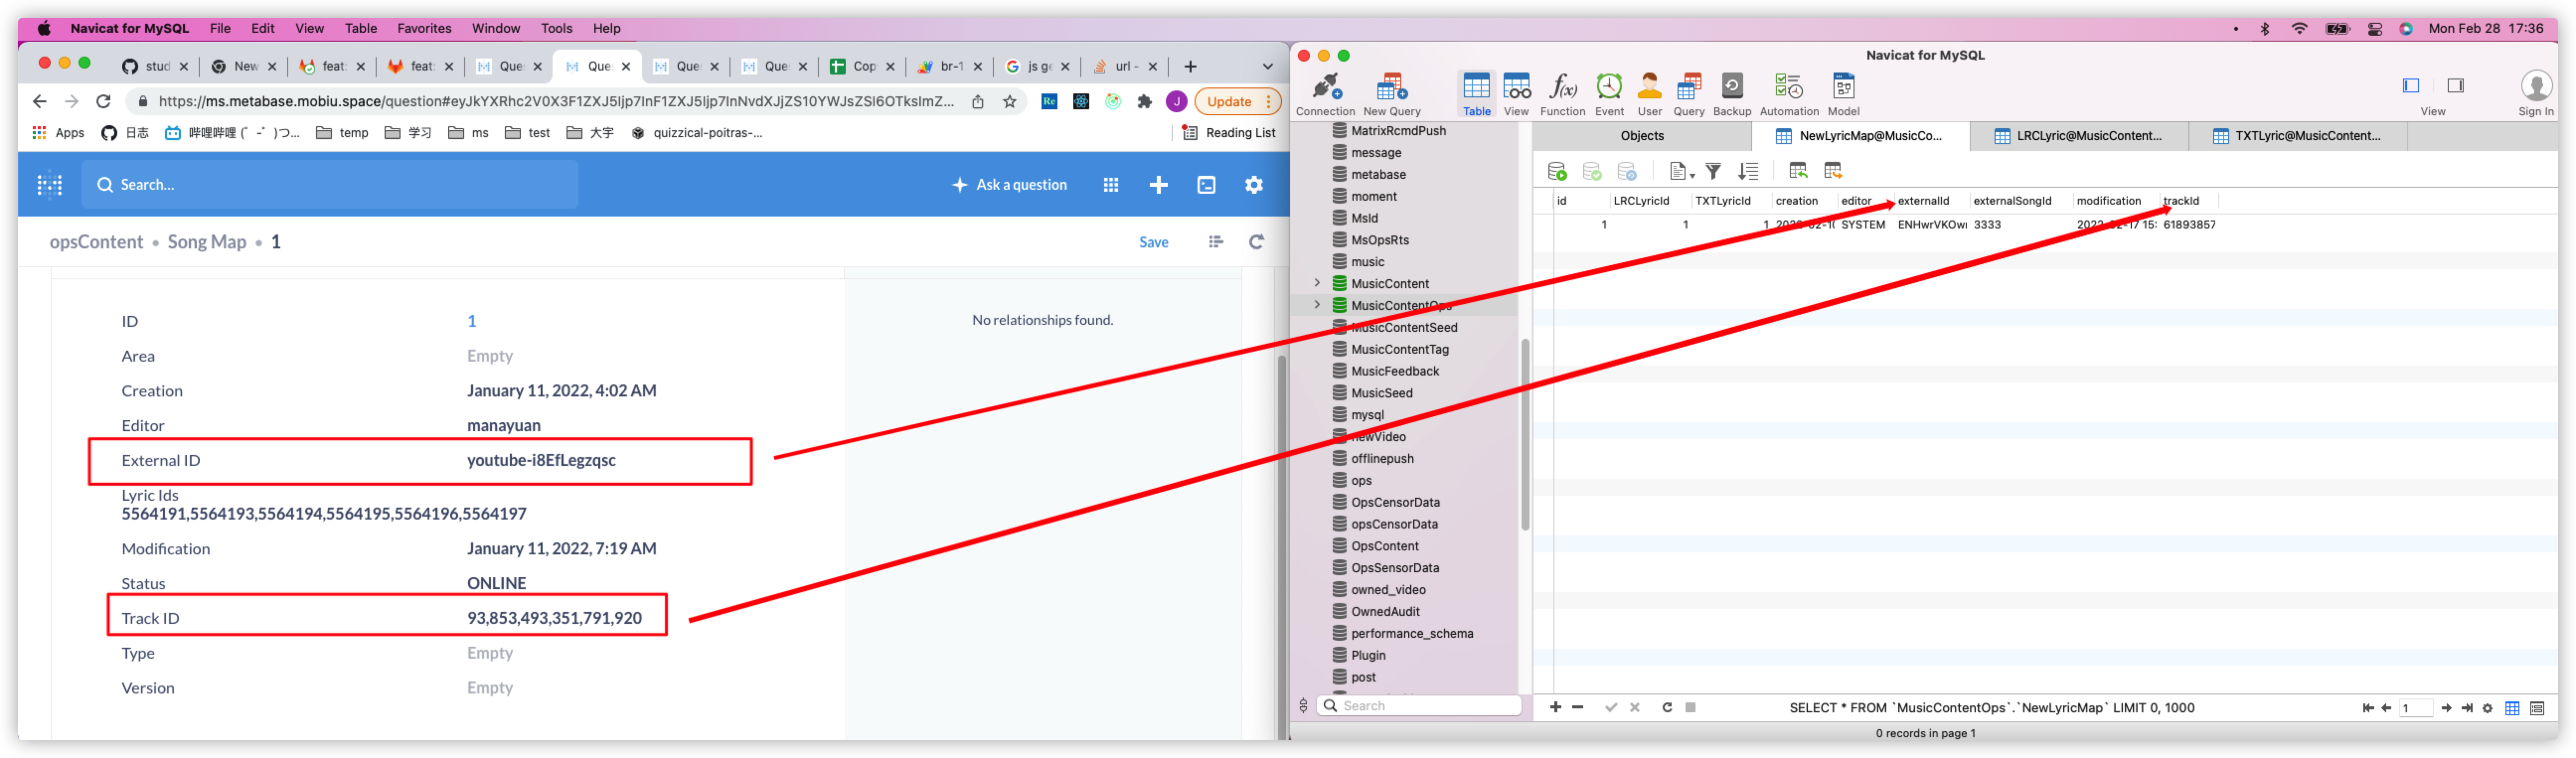 Navicat for MySQL File Edit View Table Favorites Window Tools Help
Mon Feb 28 17:36
stud New feat: feat: Que Que Que Que Cop br-1 js ge url -
https://ms.metabase.mobiu.space/question#eyJkYXRhc2V0X3F1ZXJ5Ijp7InF1ZXJ5Ijp7InNvdXJjZS10YWJsZSI6OTksImZ...
Update
Apps 日志 哔哩哔哩 (゜-゜)つ... temp 学习 ms test 大字 quizzical-poitras-...
Reading List
Search...
Ask a question
opsContent • Song Map • 1
Save
ID 1
Area Empty
Creation January 11, 2022, 4:02 AM
Editor manayuan
External ID youtube-i8EfLegzqsc
Lyric Ids
5564191,5564193,5564194,5564195,5564196,5564197
Modification January 11, 2022, 7:19 AM
Status ONLINE
Track ID 93,853,493,351,791,920
Type Empty
Version Empty
No relationships found.
Navicat for MySQL
Connection New Query Table View Function Event User Query Backup Automation Model View Sign In
MatrixRcmdPush
message
metabase
moment
MsId
MsOpsRts
music
MusicContent
MusicContentOps
MusicContentSeed
MusicContentTag
MusicFeedback
MusicSeed
mysql
newVideo
offlinepush
ops
OpsCensorData
opsCensorData
OpsContent
OpsSensorData
owned_video
OwnedAudit
performance_schema
Plugin
post
Search
Objects NewLyricMap@MusicCo... LRCLyric@MusicContent... TXTLyric@MusicContent...
id LRCLyricId TXTLyricId creation editor externalId externalSongId modification trackId
1 1 1 2022-02-1( SYSTEM ENHwrVKOwı 3333 2022-02-17 15: 61893857
SELECT * FROM `MusicContentOps`.`NewLyricMap` LIMIT 0, 1000
1
0 records in page 1